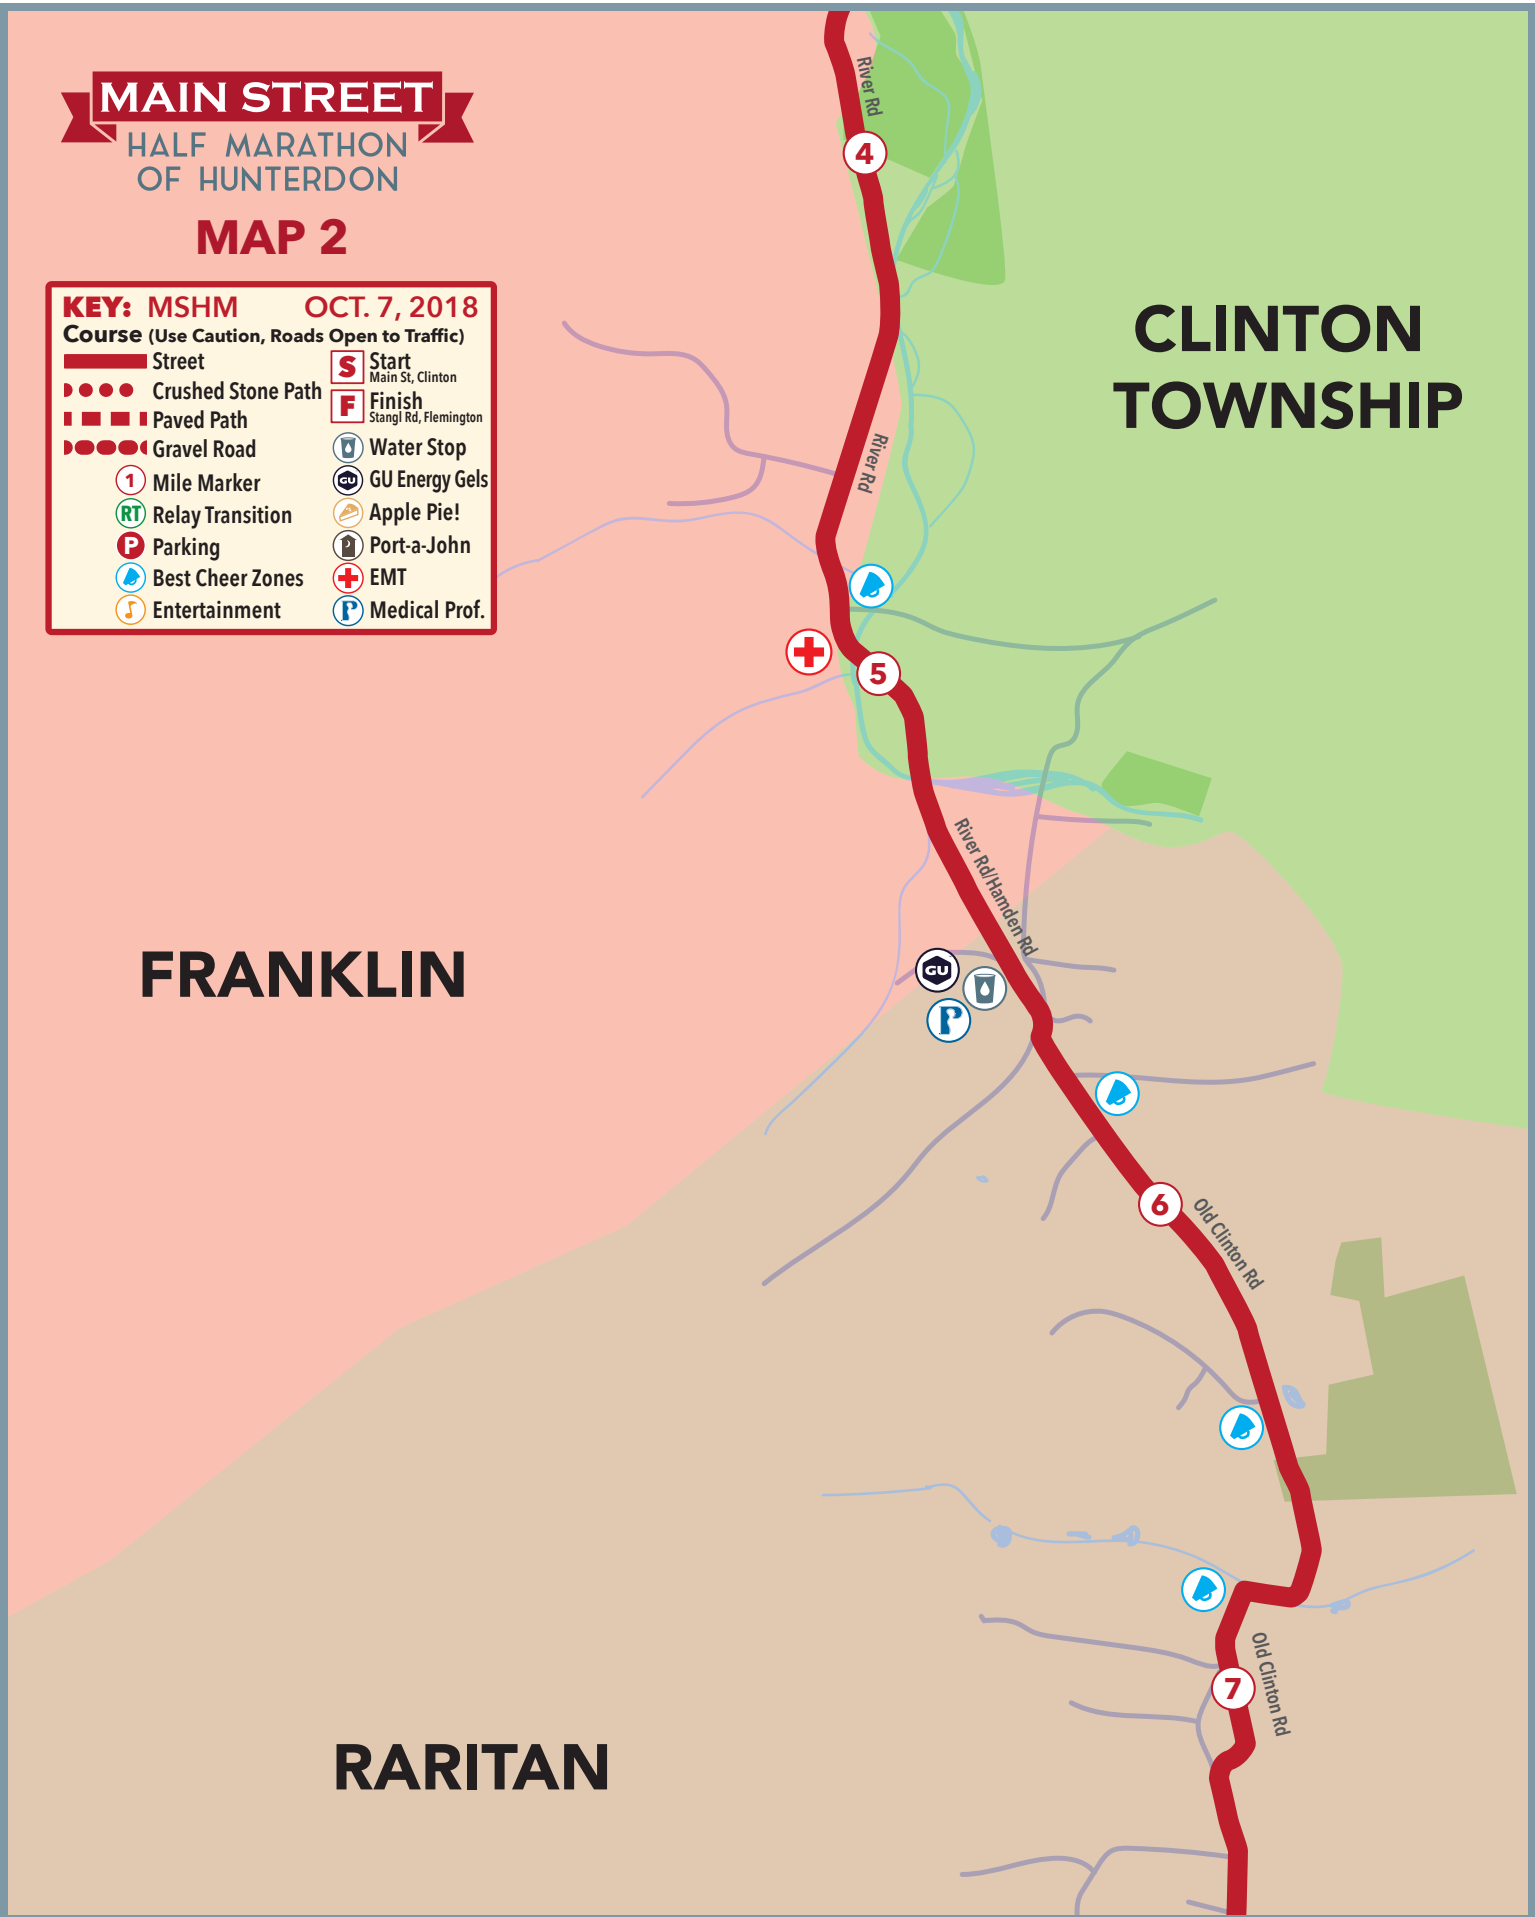 MAIN STREET
HALF MARATHON
OF HUNTERDON
MAP 2
KEY: MSHM OCT. 7, 2018
Course (Use Caution, Roads Open to Traffic)
Street
Crushed Stone Path
Paved Path
Gravel Road
1 Mile Marker
RT Relay Transition
P Parking
Best Cheer Zones
Entertainment
S Start
Main St, Clinton
F Finish
Stangl Rd, Flemington
Water Stop
GU GU Energy Gels
Apple Pie!
Port-a-John
EMT
P Medical Prof.
River Rd
4
CLINTON
TOWNSHIP
River Rd
5
River Rd/Hamden Rd
FRANKLIN
GU
P
6
Old Clinton Rd
Old Clinton Rd
7
RARITAN